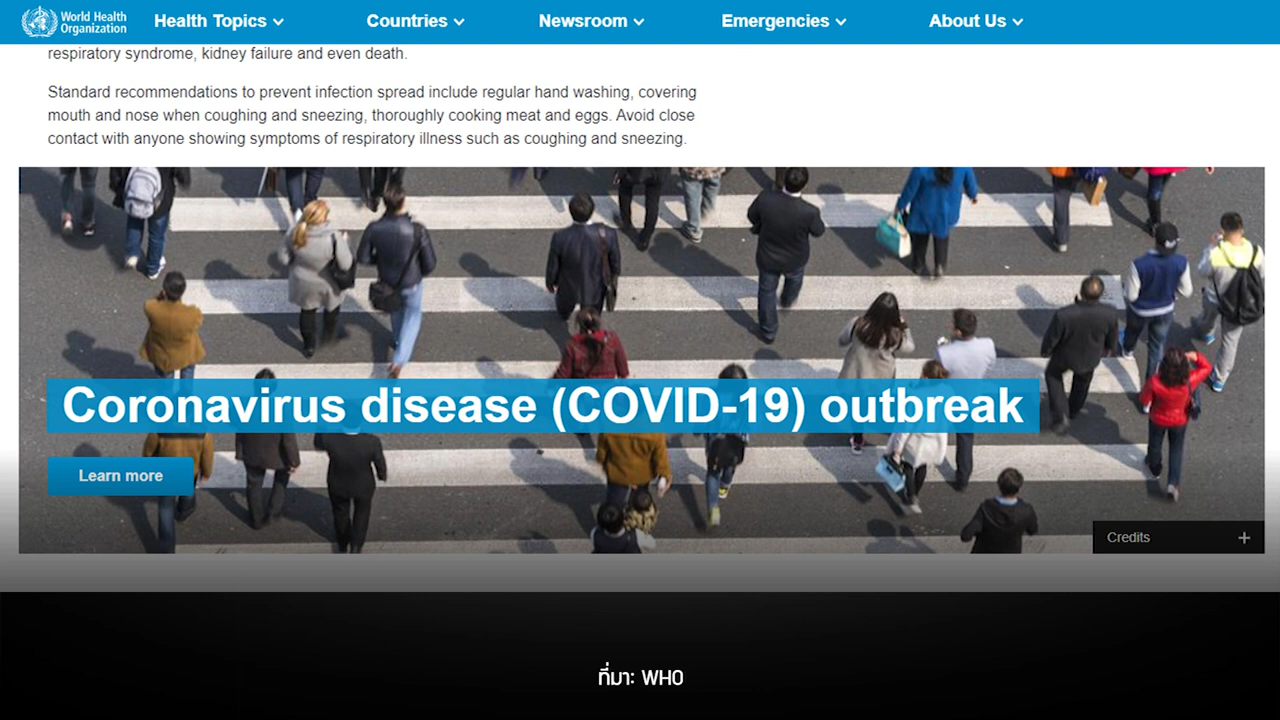 World Health
Organization
Health Topics
Countries
Newsroom
Emergencies
About Us
respiratory syndrome, kidney failure and even death.
Standard recommendations to prevent infection spread include regular hand washing, covering
mouth and nose when coughing and sneezing, thoroughly cooking meat and eggs. Avoid close
contact with anyone showing symptoms of respiratory illness such as coughing and sneezing.
Coronavirus disease (COVID-19) outbreak
Learn more
Credits +
ที่มา: WHO